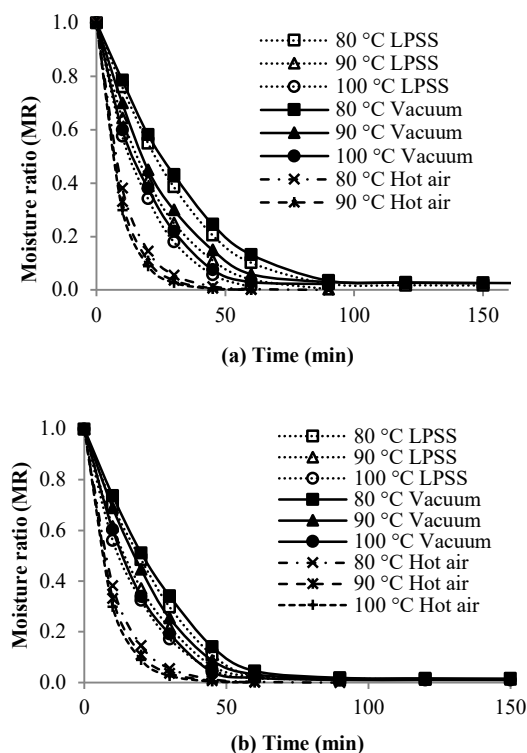 1.0
0.8
0.6
0.4
0.2
0.0
Moisture ratio (MR)
80 °C LPSS
90 °C LPSS
100 °C LPSS
80 °C Vacuum
90 °C Vacuum
100 °C Vacuum
80 °C Hot air
90 °C Hot air
0 50 100 150
(a) Time (min)
1.0
0.8
0.6
0.4
0.2
0.0
Moisture ratio (MR)
80 °C LPSS
90 °C LPSS
100 °C LPSS
80 °C Vacuum
90 °C Vacuum
100 °C Vacuum
80 °C Hot air
90 °C Hot air
100 °C Hot air
0 50 100 150
(b) Time (min)